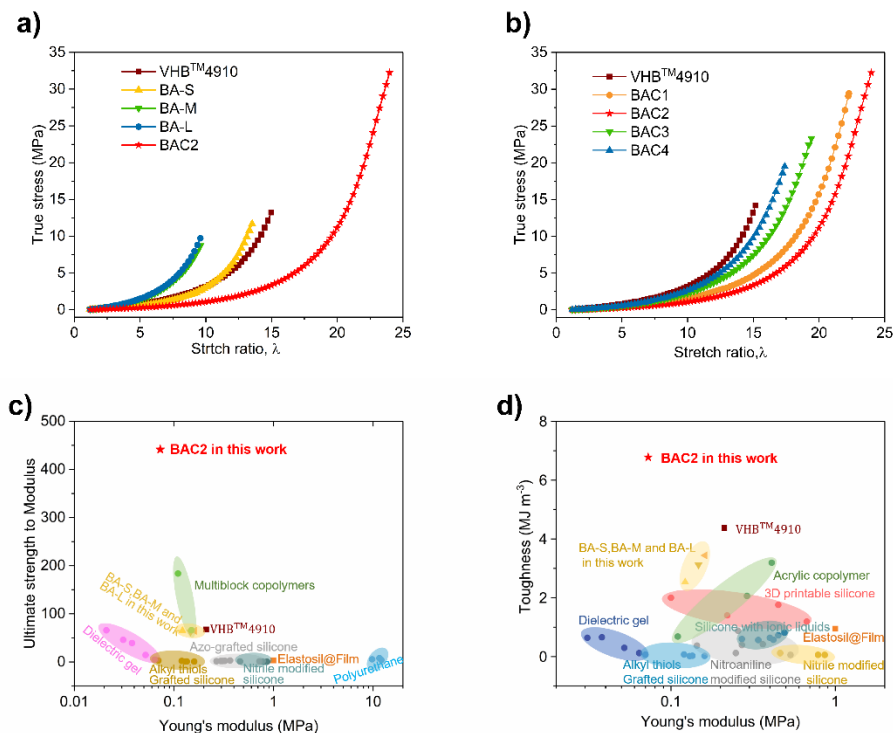 a)
35
30
25
20
15
10
5
0
True stress (MPa)
VHB™4910
BA-S
BA-M
BA-L
BAC2
0 5 10 15 20 25
Strtch ratio, λ
b)
35
30
25
20
15
10
5
0
True stress (MPa)
VHB™4910
BAC1
BAC2
BAC3
BAC4
0 5 10 15 20 25
Stretch ratio,λ
c)
500
400
300
200
100
0
Ultimate strength to Modulus
BAC2 in this work
BA-S,BA-M and
BA-L in this work
Multiblock copolymers
VHB™4910
Dielectric gel
Azo-grafted silicone
Elastosil@Film
Alkyl thiols
Grafted silicone
Nitrile modified
silicone
Polyurethane
0.01 0.1 1 10
Young's modulus (MPa)
d)
8
6
4
2
0
Toughness (MJ m⁻³)
BAC2 in this work
VHB™4910
BA-S,BA-M and BA-L
in this work
Acrylic copolymer
3D printable silicone
Dielectric gel
Silicone with ionic liquids
Elastosil@Film
Alkyl thiols
Grafted silicone
Nitroaniline
modified silicone
Nitrile modified
silicone
0.1 1
Young's modulus (MPa)